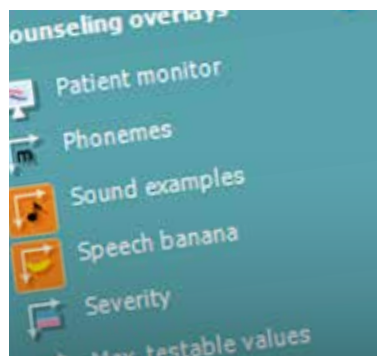 ounseling overlays
Patient monitor
Phonemes
m
Sound examples
Speech banana
Severity
Max. testable values